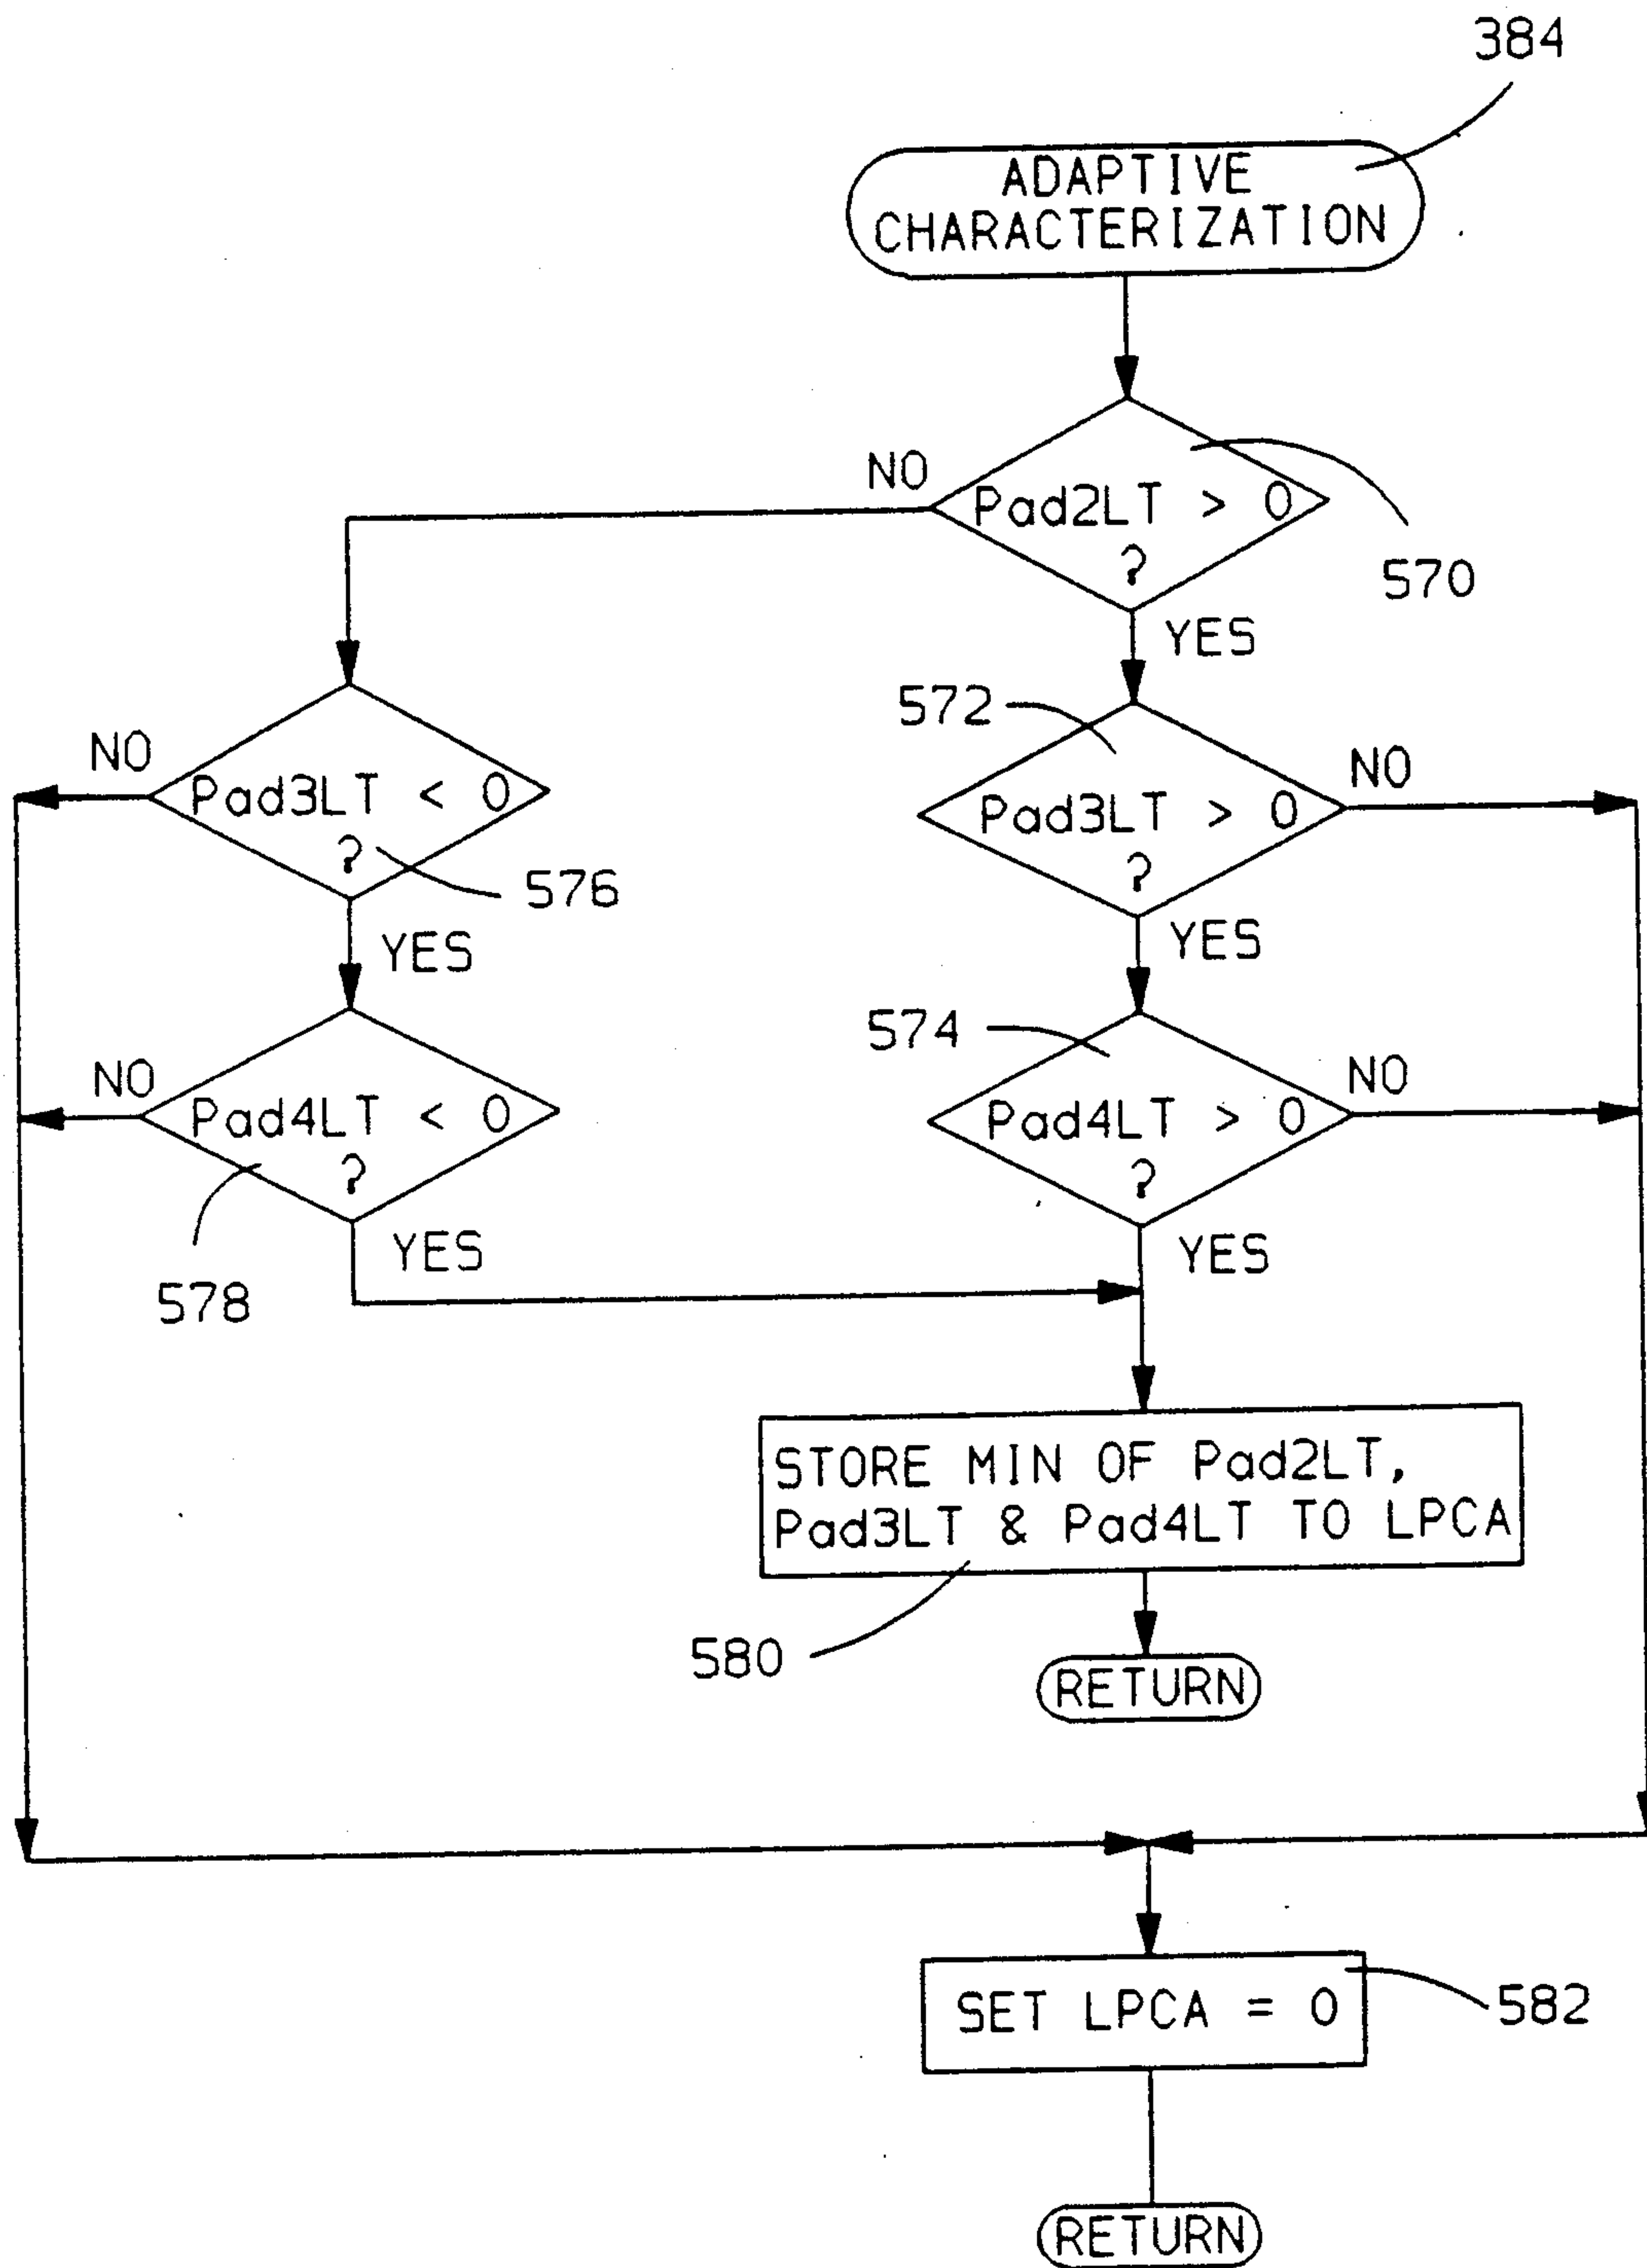 384
ADAPTIVE
CHARACTERIZATION
NO
Pad2LT > 0
?
570
YES
572
NO
Pad3LT < 0
?
576
Pad3LT > 0
?
NO
YES
YES
574
NO
Pad4LT < 0
?
578
YES
Pad4LT > 0
?
NO
YES
STORE MIN OF Pad2LT,
Pad3LT & Pad4LT TO LPCA
580
RETURN
SET LPCA = 0
582
RETURN